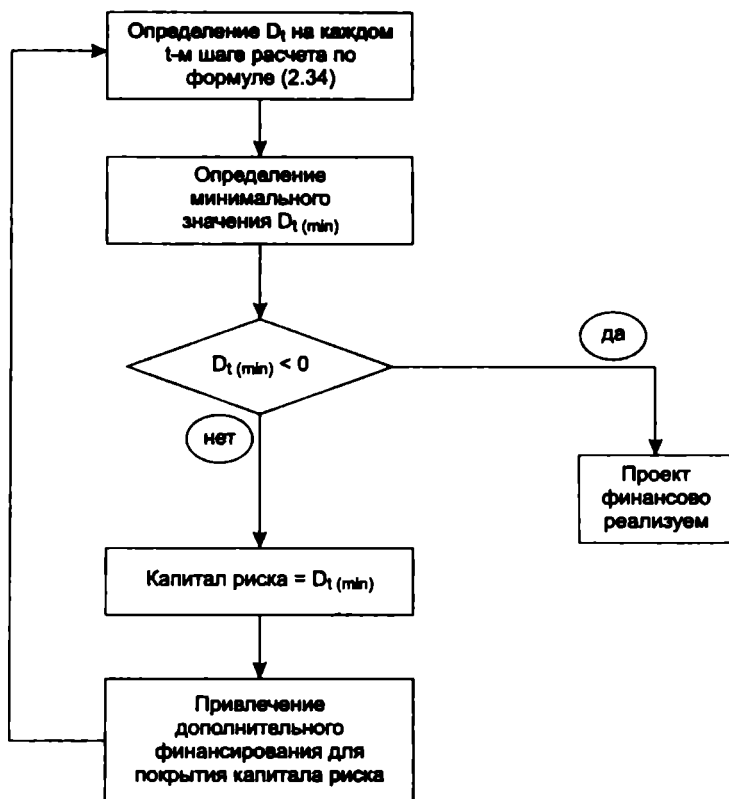 Определение Dt на каждом
t-м шаге расчета по
формуле (2.34)
Определение
минимального
значения Dt (min)
Dt (min) < 0
да
нет
Проект
финансово
реализуем
Капитал риска = Dt (min)
Привлечение
дополнительного
финансирования для
покрытия капитала риска